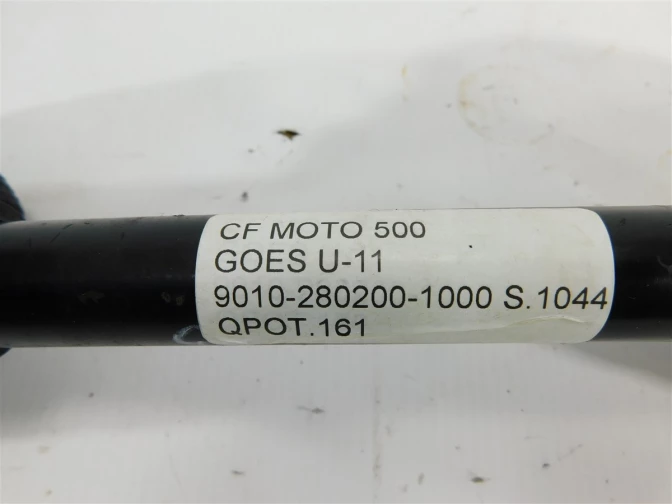 CF MOTO 500
GOES U-11
9010-280200-1000 S.1044
QPOT.161